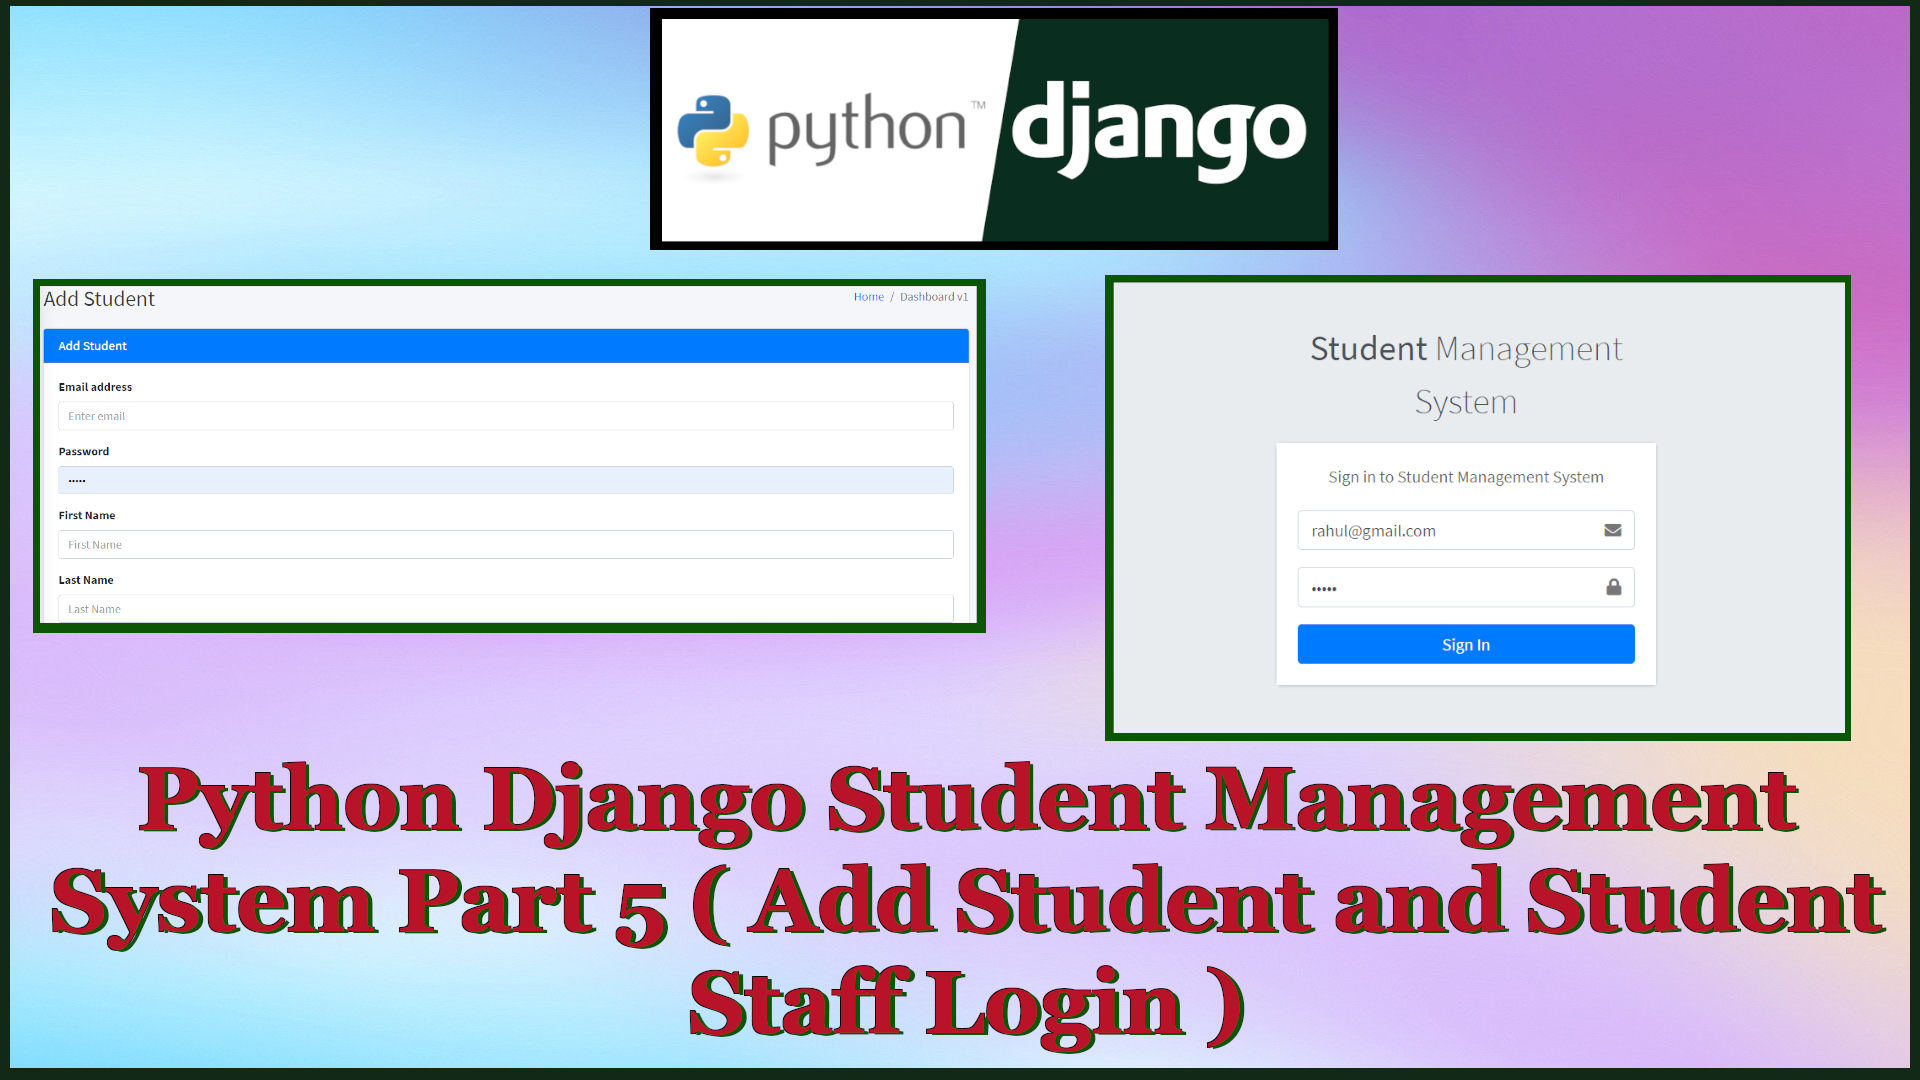 python™
django
Add Student
Home / Dashboard v1
Add Student
Email address
Enter email
Password
•••••
First Name
First Name
Last Name
Last Name
Student Management
System
Sign in to Student Management System
rahul@gmail.com
•••••
Sign In
Python Django Student Management
System Part 5 ( Add Student and Student
Staff Login )